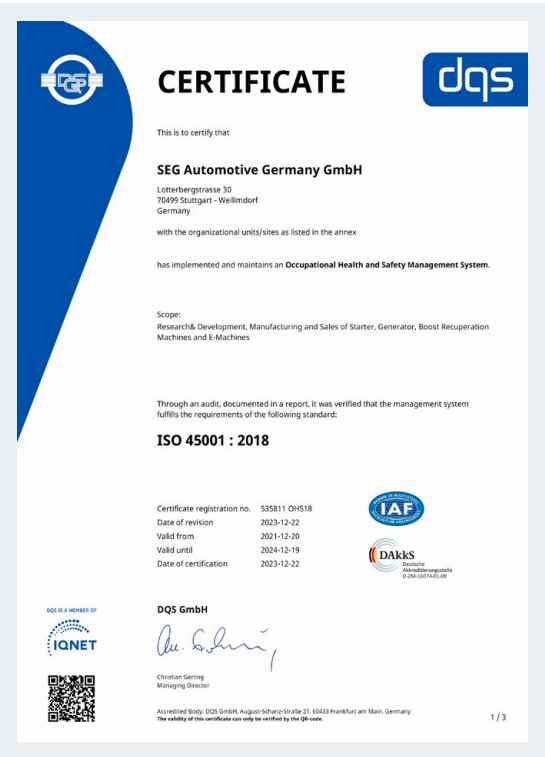 DQS
CERTIFICATE
dqs
This is to certify that
SEG Automotive Germany GmbH
Lotterbergstrasse 30
70499 Stuttgart - Weilimdorf
Germany
with the organizational units/sites as listed in the annex
has implemented and maintains an Occupational Health and Safety Management System.
Scope:
Research& Development, Manufacturing and Sales of Starter, Generator, Boost Recuperation
Machines and E-Machines
Through an audit, documented in a report, it was verified that the management system
fulfills the requirements of the following standard:
ISO 45001 : 2018
Certificate registration no. 535811 OHS18
Date of revision 2023-12-22
Valid from 2021-12-20
Valid until 2024-12-19
Date of certification 2023-12-22
MEMBER OF MULTILATERAL
RECOGNITION ARRANGEMENT
IAF
DAkkS
Deutsche
Akkreditierungsstelle
D-ZM-16074-01-00
DQS IS A MEMBER OF
IQNET
DQS GmbH
Christian Gerling
Managing Director
Accredited Body: DQS GmbH, August-Schanz-Straße 21, 60433 Frankfurt am Main, Germany
The validity of this certificate can only be verified by the QR-code.
1 / 3